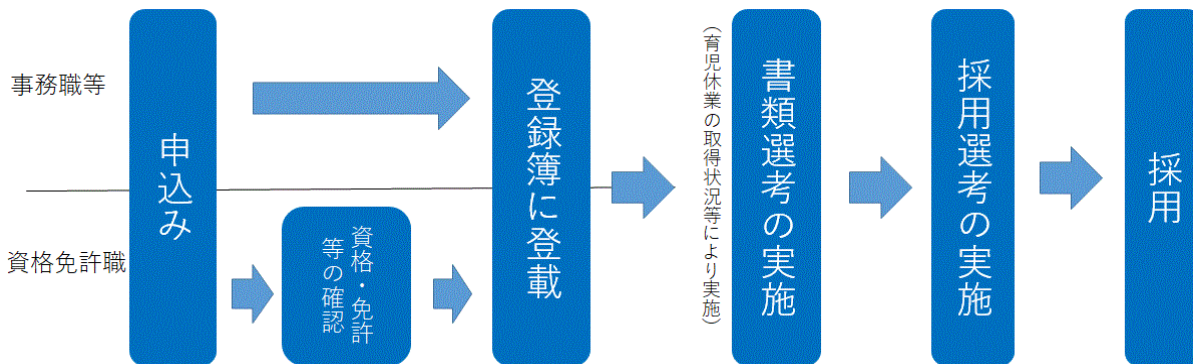 事務職等
資格免許職
申込み
資格・免許
等の確認
登録簿に登載
(育児休業の取得状況等により実施)
書類選考の実施
採用選考の実施
採用